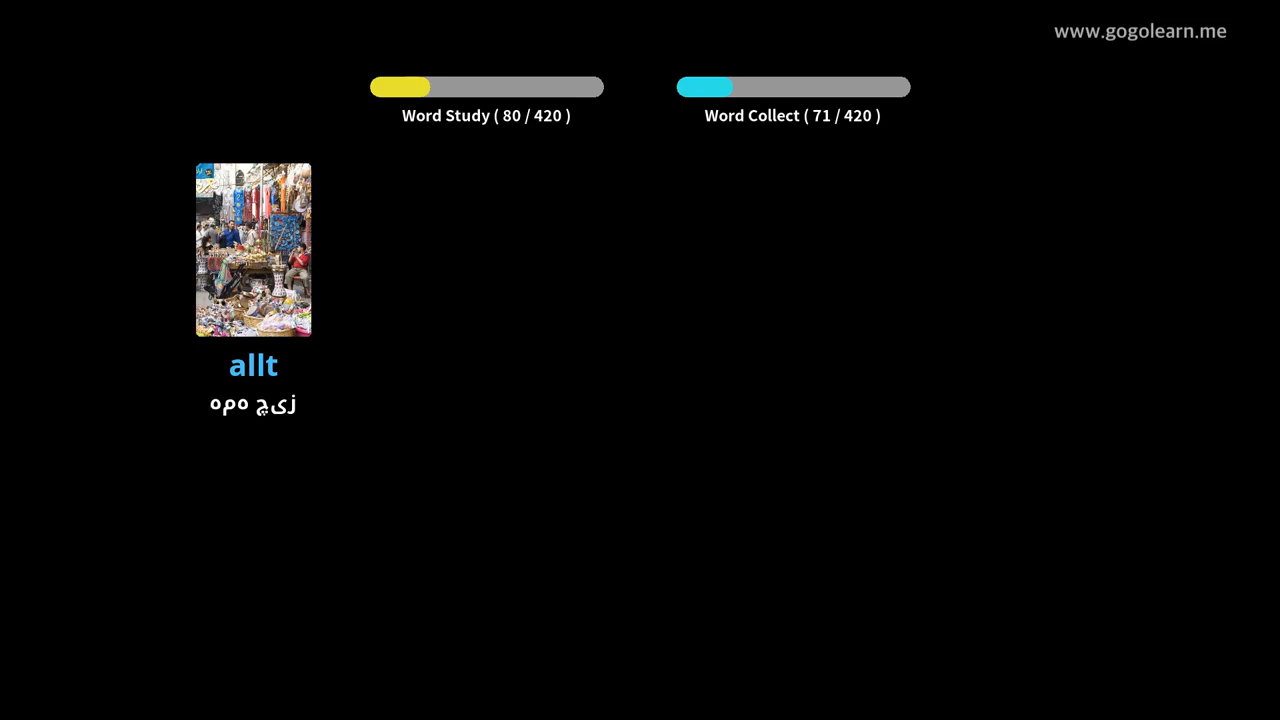 www.gogolearn.me
Word Study ( 80 / 420 )
Word Collect ( 71 / 420 )
allt
همه چیز